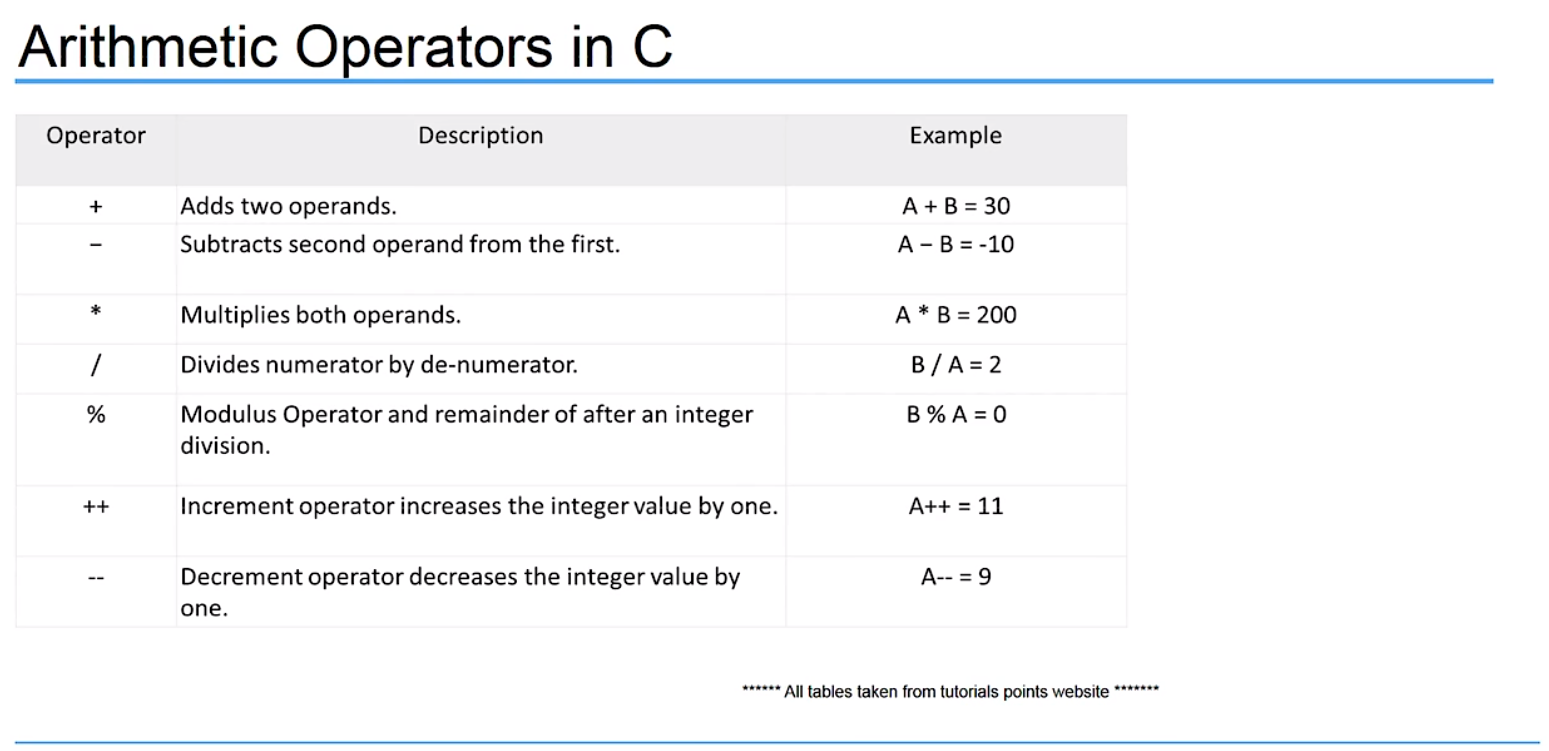 Arithmetic Operators in C
Operator Description Example
+ Adds two operands. A + B = 30
− Subtracts second operand from the first. A − B = -10
* Multiplies both operands. A * B = 200
/ Divides numerator by de-numerator. B / A = 2
% Modulus Operator and remainder of after an integer B % A = 0
division.
++ Increment operator increases the integer value by one. A++ = 11
-- Decrement operator decreases the integer value by A-- = 9
one.
****** All tables taken from tutorials points website *******